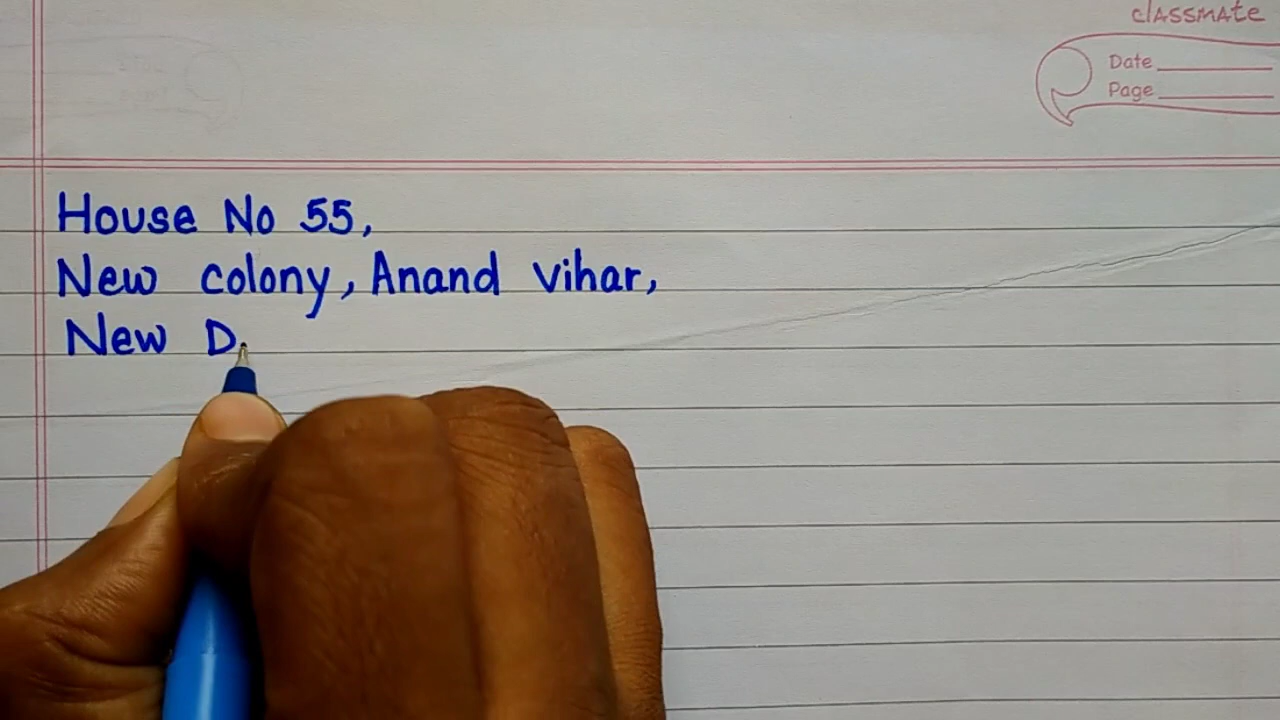 classmate
Date
Page
House No 55,
New colony, Anand vihar,
New D